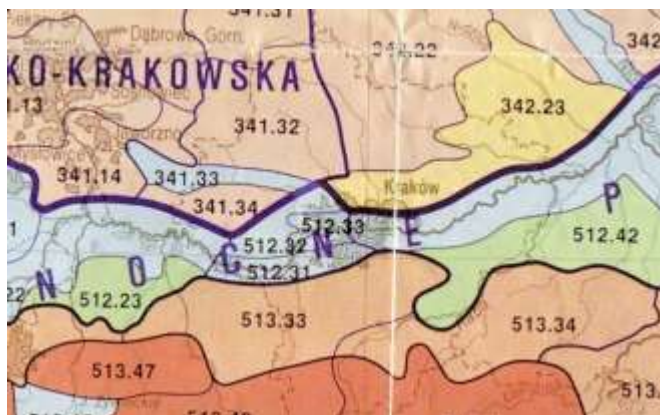 341.31
Dąbrowa Górn.
342.22
342
KO-KRAKOWSKA
342.23
1.13
341.32
Jaworzno
Mysłowice
341.14
341.33
Kraków
341.34
512.33
P
E
512.32
512.42
N
O
C
N
512.31
22
512.23
513.33
513.34
513.47
513.